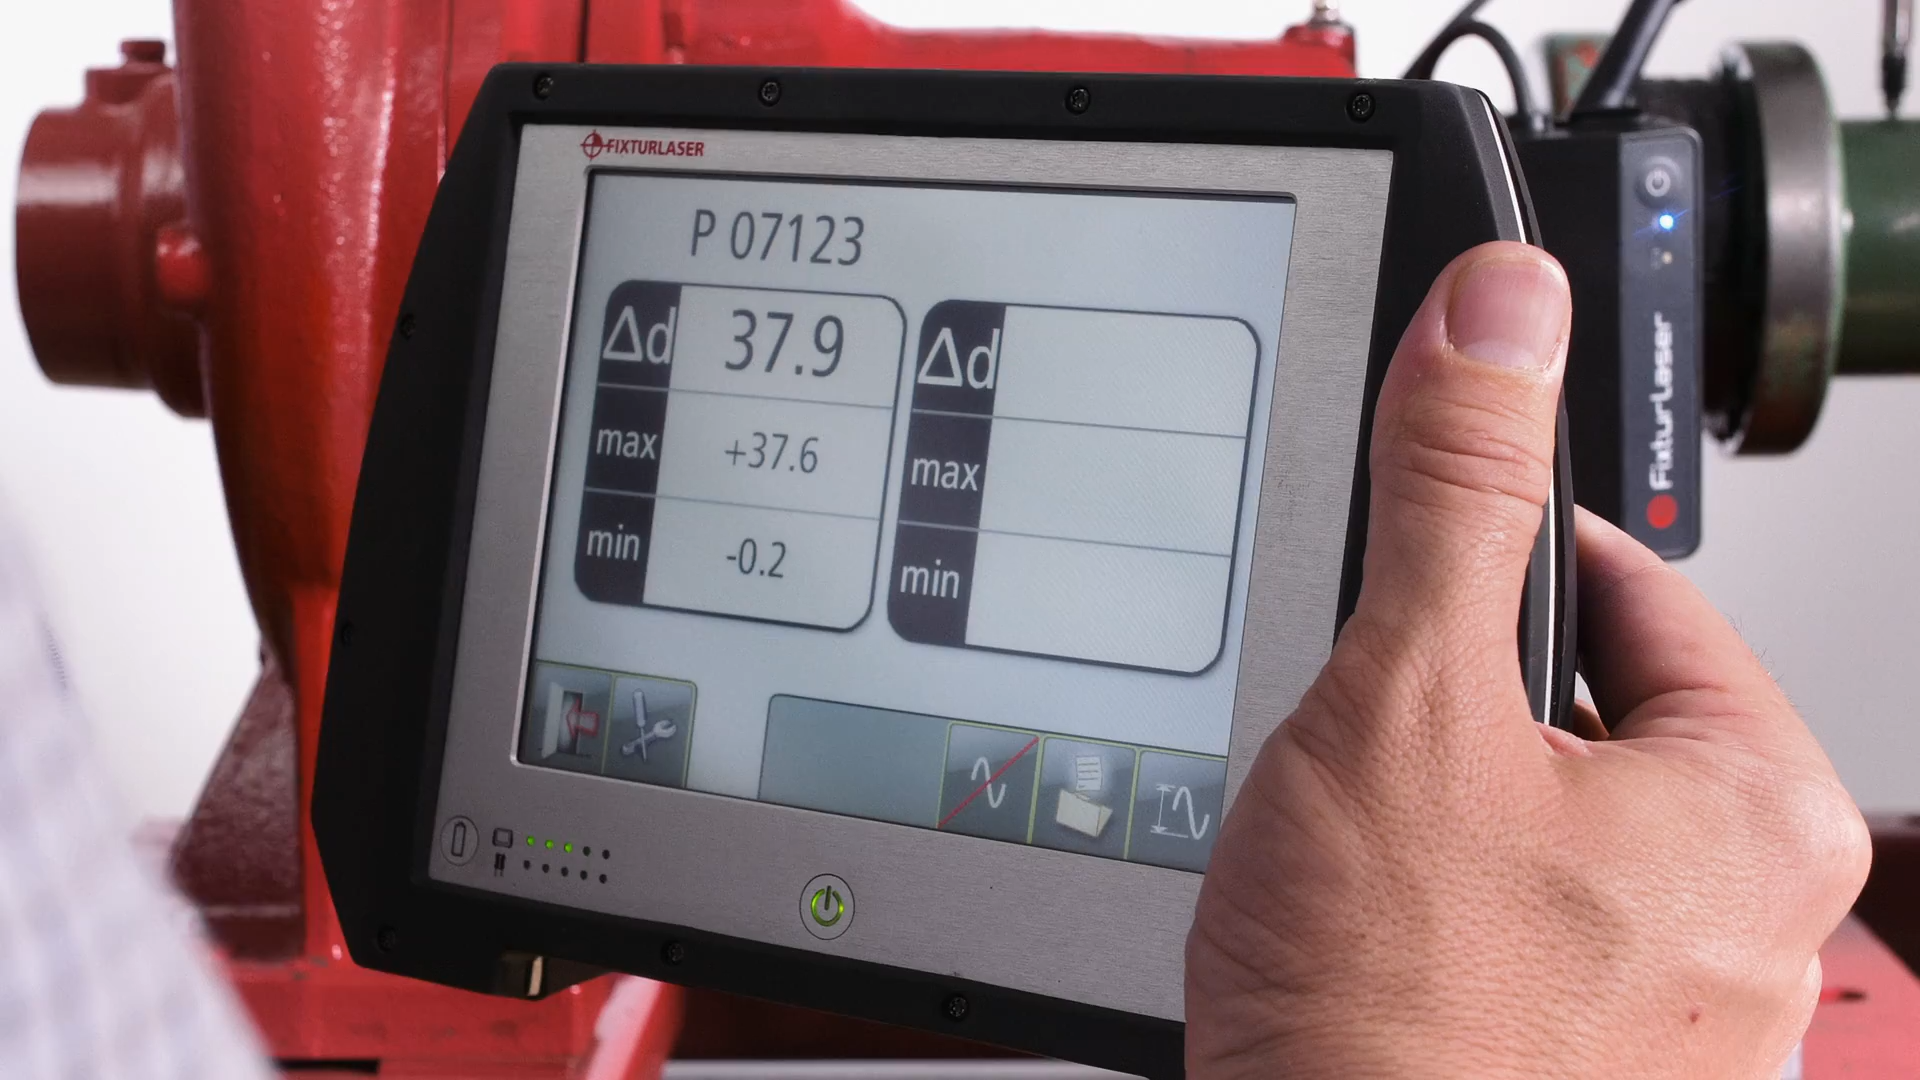 FIXTURLASER
P 07123
Δd 37.9
max +37.6
min -0.2
Δd
max
min
Fixturlaser